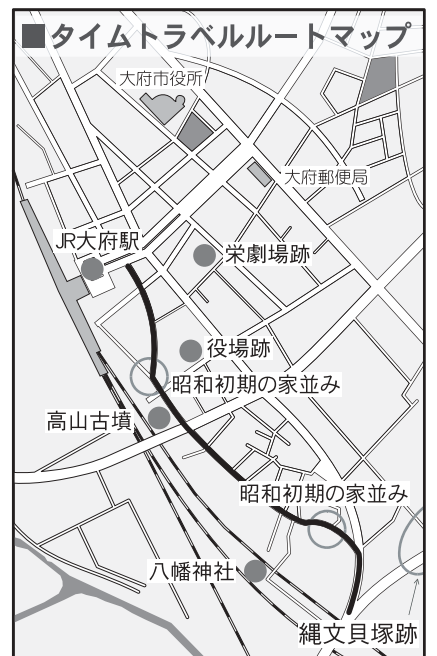 ■タイムトラベルルートマップ
大府市役所
大府郵便局
JR大府駅
栄劇場跡
役場跡
昭和初期の家並み
高山古墳
昭和初期の家並み
八幡神社
縄文貝塚跡